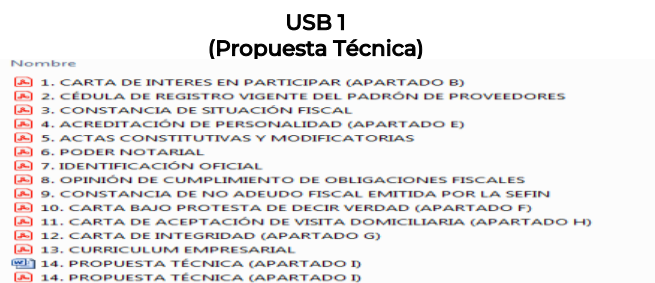 USB 1
(Propuesta Técnica)
Nombre
1. CARTA DE INTERES EN PARTICIPAR (APARTADO B)
2. CÉDULA DE REGISTRO VIGENTE DEL PADRÓN DE PROVEEDORES
3. CONSTANCIA DE SITUACIÓN FISCAL
4. ACREDITACIÓN DE PERSONALIDAD (APARTADO E)
5. ACTAS CONSTITUTIVAS Y MODIFICATORIAS
6. PODER NOTARIAL
7. IDENTIFICACIÓN OFICIAL
8. OPINIÓN DE CUMPLIMIENTO DE OBLIGACIONES FISCALES
9. CONSTANCIA DE NO ADEUDO FISCAL EMITIDA POR LA SEFIN
10. CARTA BAJO PROTESTA DE DECIR VERDAD (APARTADO F)
11. CARTA DE ACEPTACIÓN DE VISITA DOMICILIARIA (APARTADO H)
12. CARTA DE INTEGRIDAD (APARTADO G)
13. CURRICULUM EMPRESARIAL
14. PROPUESTA TÉCNICA (APARTADO I)
14. PROPUESTA TÉCNICA (APARTADO I)